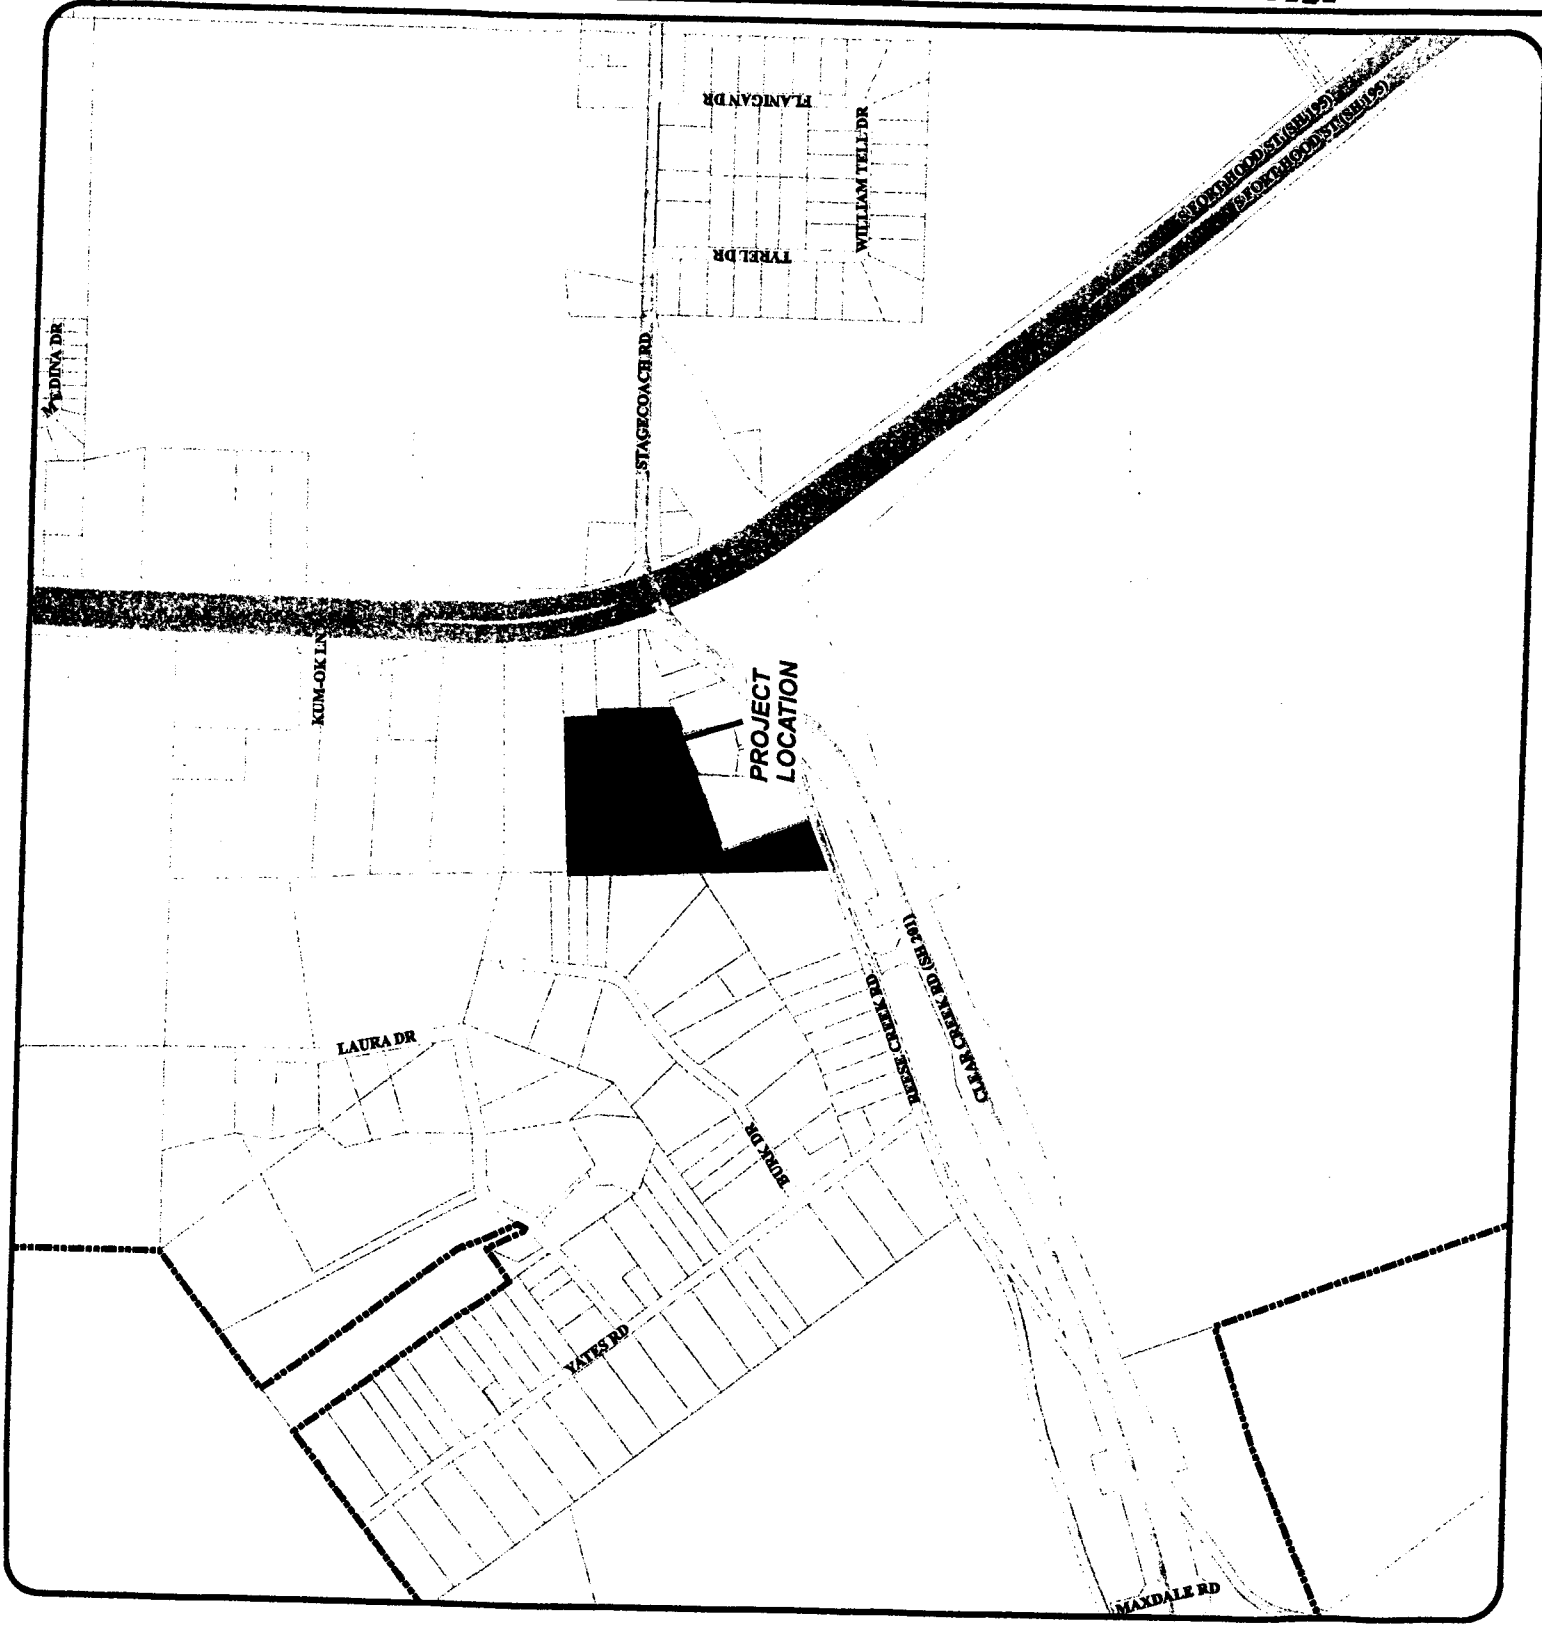 FLANIGAN DR
WILLIAM TELL DR
TYREL DR
S FORT HOOD ST (SH 195)
S FORT HOOD ST (SH 195)
EDINA DR
STAGECOACH RD
KUM-OK LN
PROJECT
LOCATION
REESE CREEK RD
CLEAR CREEK RD (SH 201)
LAURA DR
BURK DR
YATES RD
MAXDALE RD